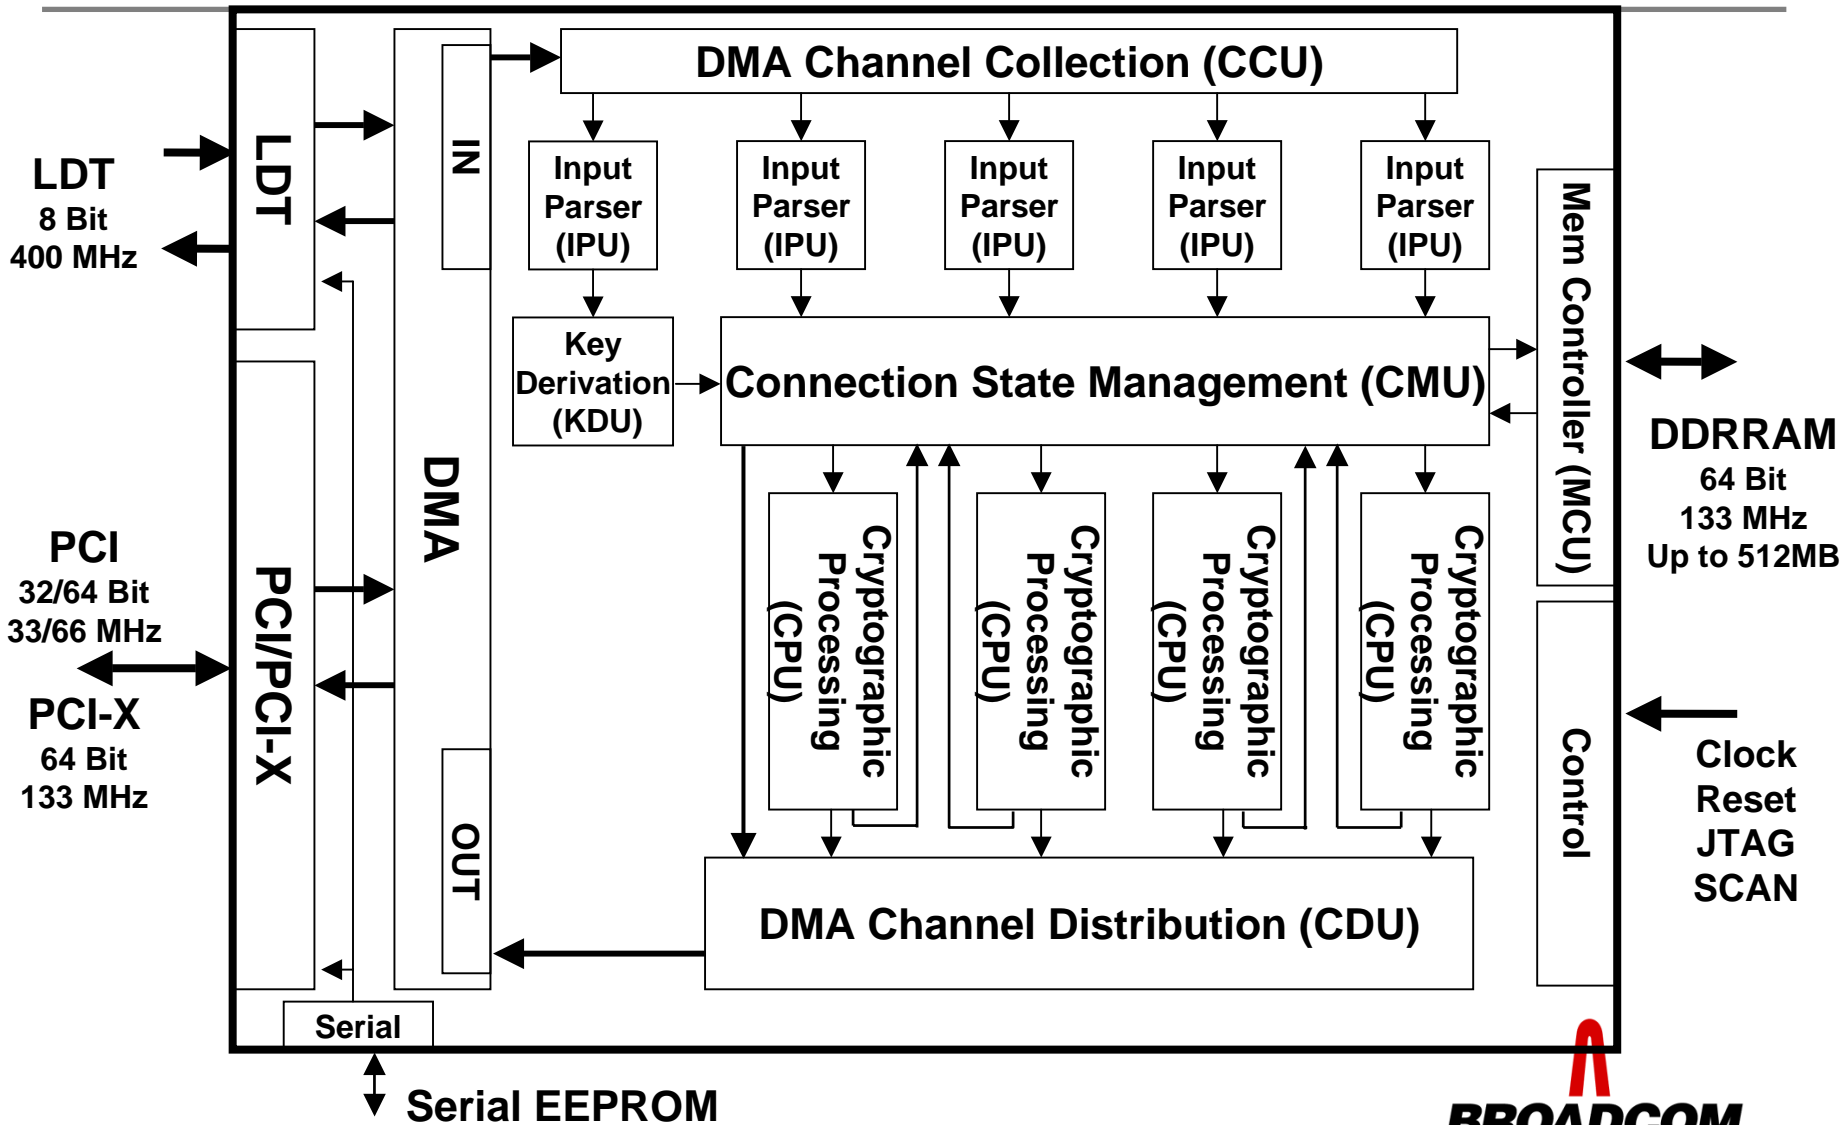 DMA Channel Collection (CCU)
LDT
8 Bit
400 MHz
LDT
IN
Input
Parser
(IPU)
Input
Parser
(IPU)
Input
Parser
(IPU)
Input
Parser
(IPU)
Input
Parser
(IPU)
Mem Controller (MCU)
Key
Derivation
(KDU)
Connection State Management (CMU)
DDRRAM
64 Bit
133 MHz
Up to 512MB
DMA
PCI
32/64 Bit
33/66 MHz
PCI-X
64 Bit
133 MHz
PCI/PCI-X
Cryptographic
Processing
(CPU)
Cryptographic
Processing
(CPU)
Cryptographic
Processing
(CPU)
Cryptographic
Processing
(CPU)
Control
Clock
Reset
JTAG
SCAN
OUT
DMA Channel Distribution (CDU)
Serial
Serial EEPROM
BROADCOM